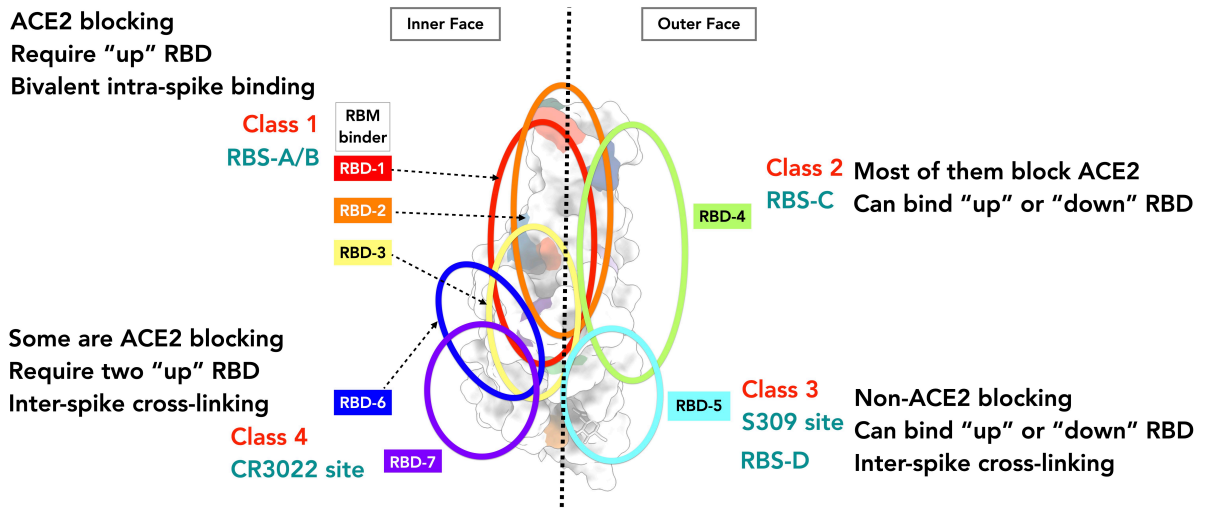 ACE2 blocking
Require “up” RBD
Bivalent intra-spike binding
Inner Face
Outer Face
Class 1
RBS-A/B
RBM
binder
RBD-1
RBD-2
RBD-3
RBD-4
Class 2
RBS-C
Most of them block ACE2
Can bind “up” or “down” RBD
Some are ACE2 blocking
Require two “up” RBD
Inter-spike cross-linking
RBD-6
Class 4
CR3022 site
RBD-7
RBD-5
Class 3
S309 site
RBS-D
Non-ACE2 blocking
Can bind “up” or “down” RBD
Inter-spike cross-linking